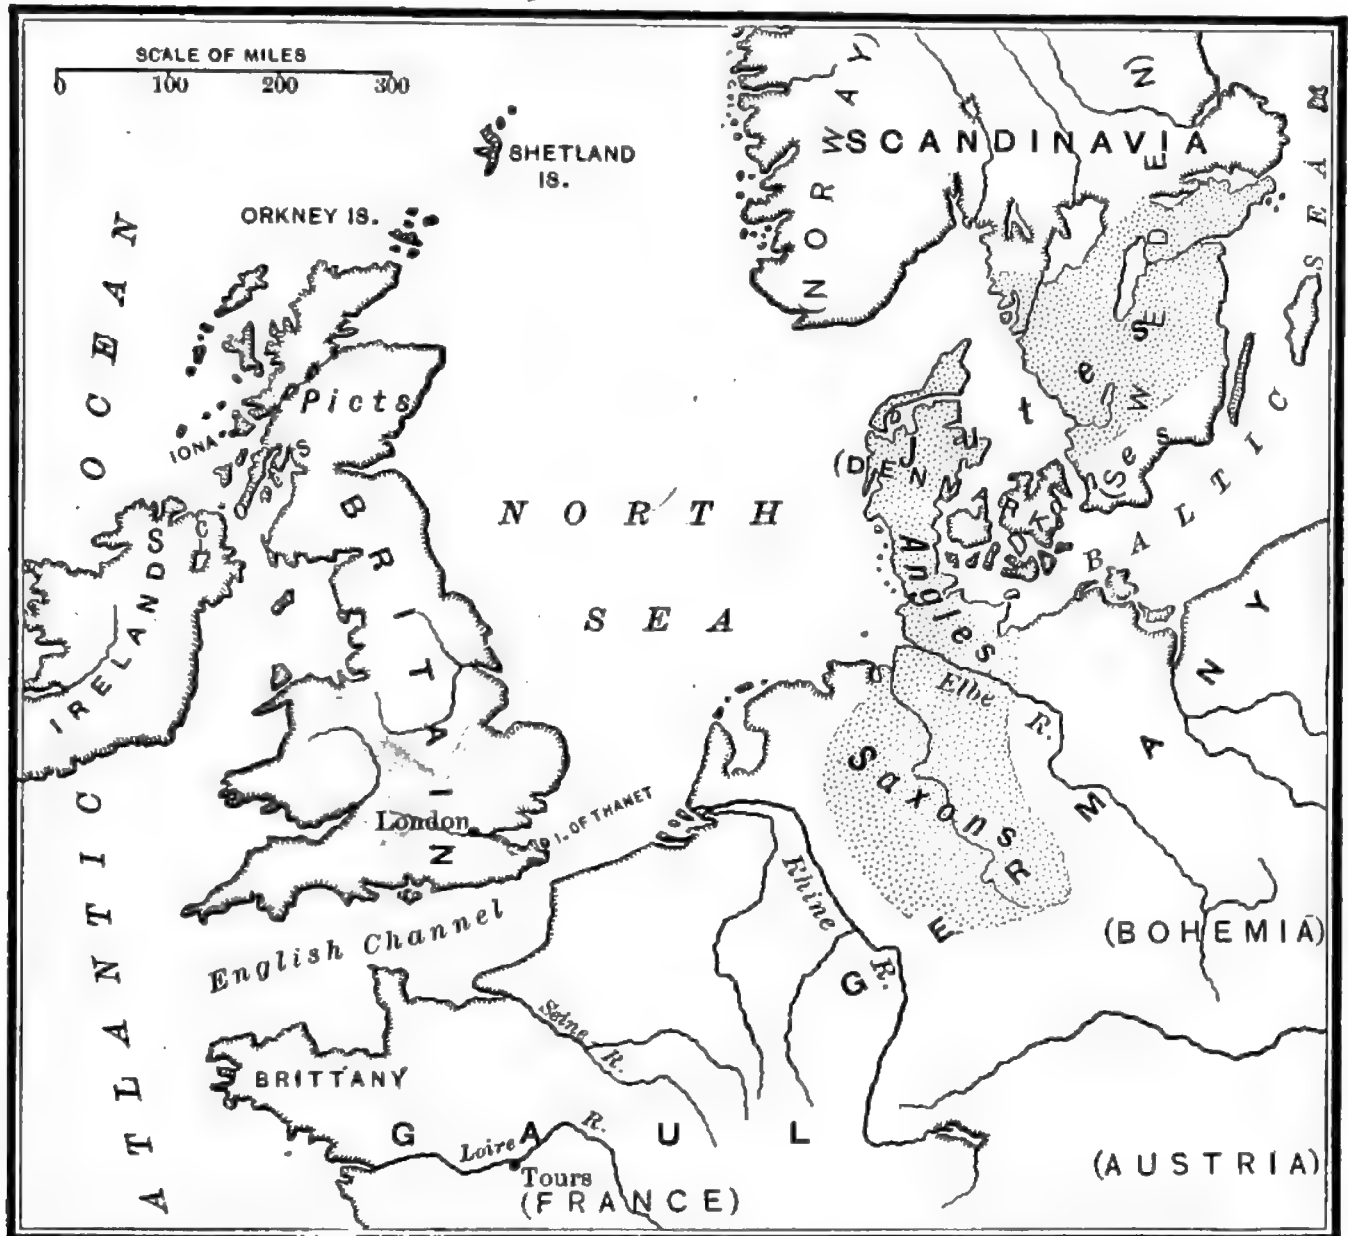 SCALE OF MILES
0 100 200 300
SHETLAND
IS.
ORKNEY IS.
(NORWAY)
SCANDINAVIA
(SWEDEN)
BALTIC SEA
ATLANTIC OCEAN
Picts
IONA
SCOTS
IRELAND
BRITAIN
NORTH
SEA
Jutes
(DENMARK)
Angles
Elbe R.
Saxons
GERMANY
London
I. OF THANET
English Channel
Rhine R.
(BOHEMIA)
Seine R.
BRITTANY
GAUL
Loire R.
Tours
(FRANCE)
(AUSTRIA)